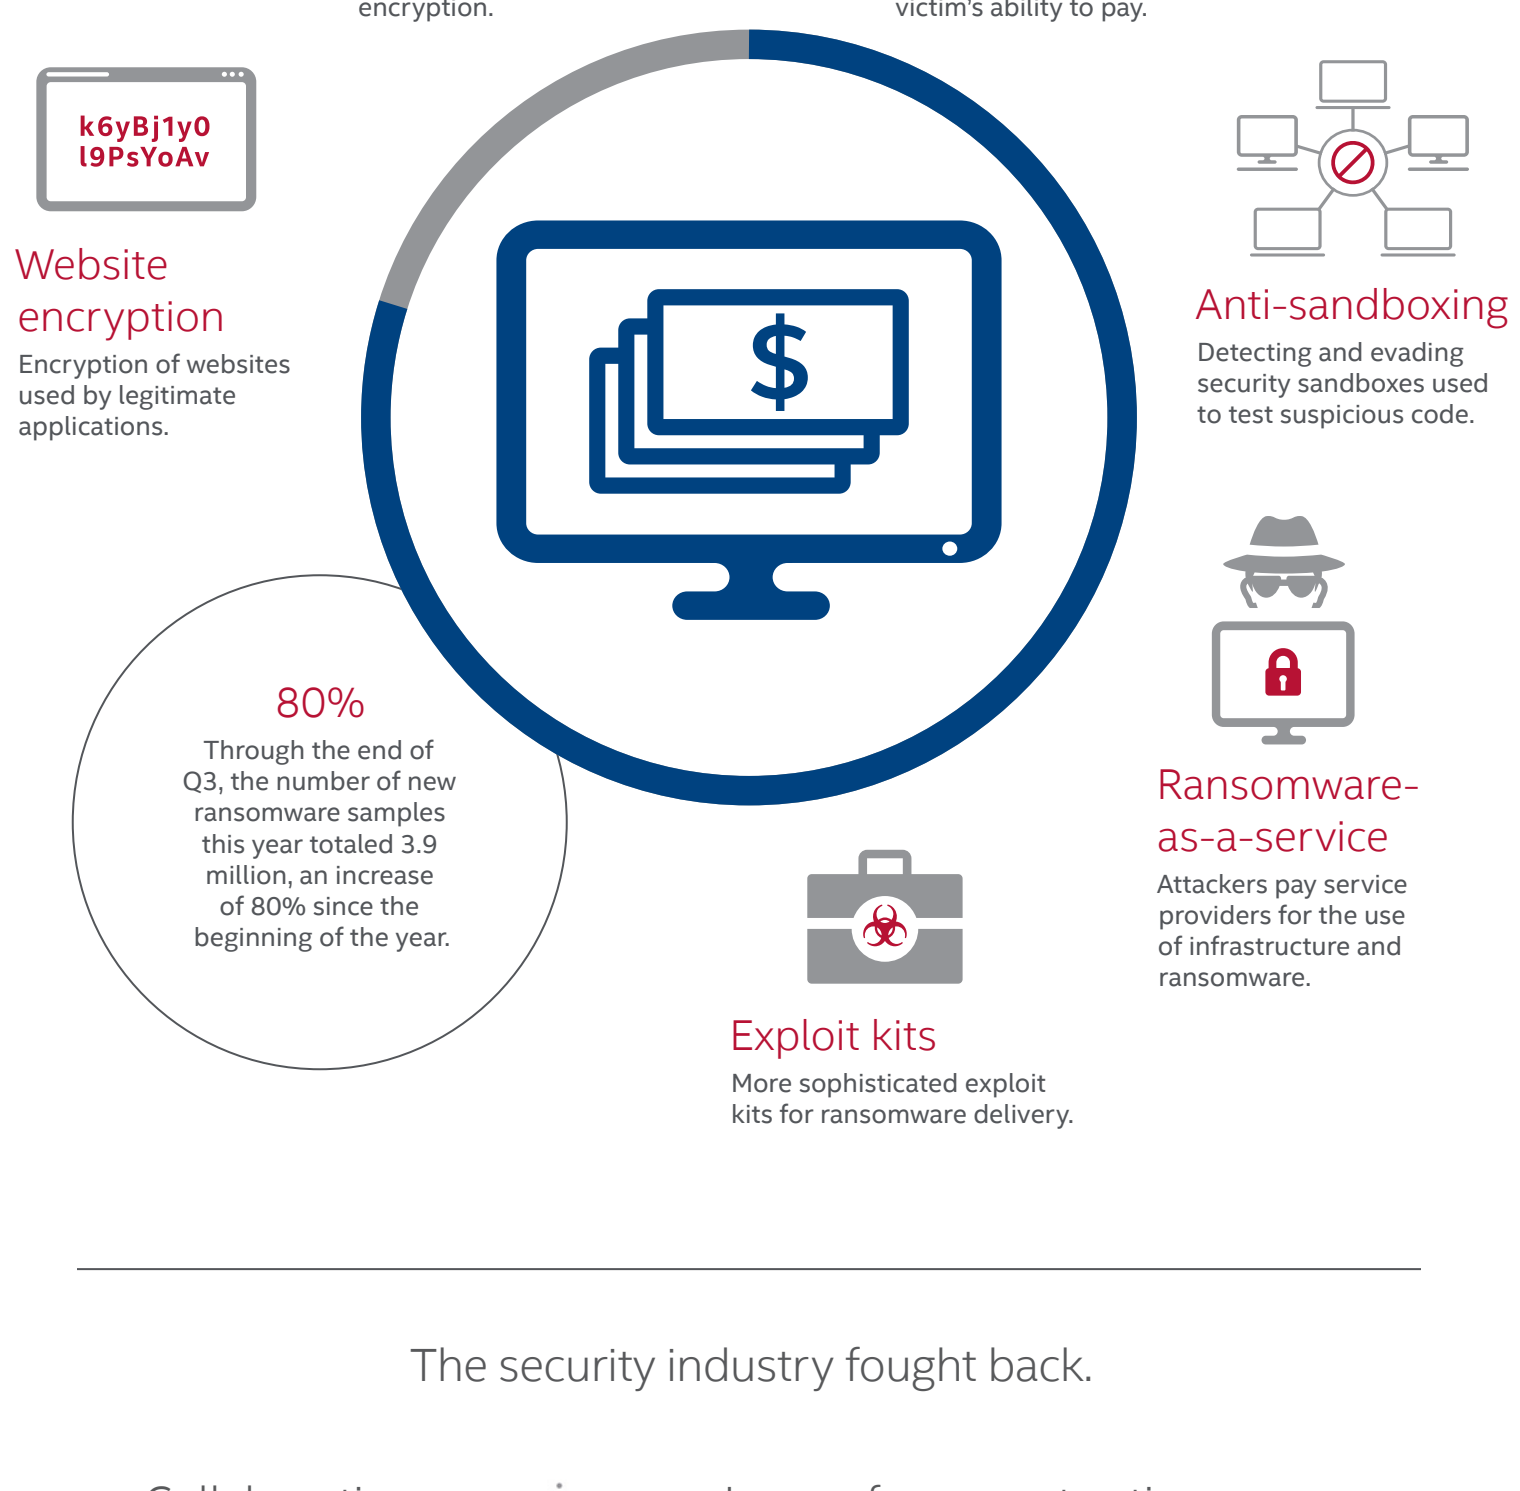 encryption.
victim's ability to pay.
k6yBj1y0
l9PsYoAv
Website
encryption
Encryption of websites
used by legitimate
applications.
$
Anti-sandboxing
Detecting and evading
security sandboxes used
to test suspicious code.
80%
Through the end of
Q3, the number of new
ransomware samples
this year totaled 3.9
million, an increase
of 80% since the
beginning of the year.
Ransomware-
as-a-service
Attackers pay service
providers for the use
of infrastructure and
ransomware.
Exploit kits
More sophisticated exploit
kits for ransomware delivery.
The security industry fought back.